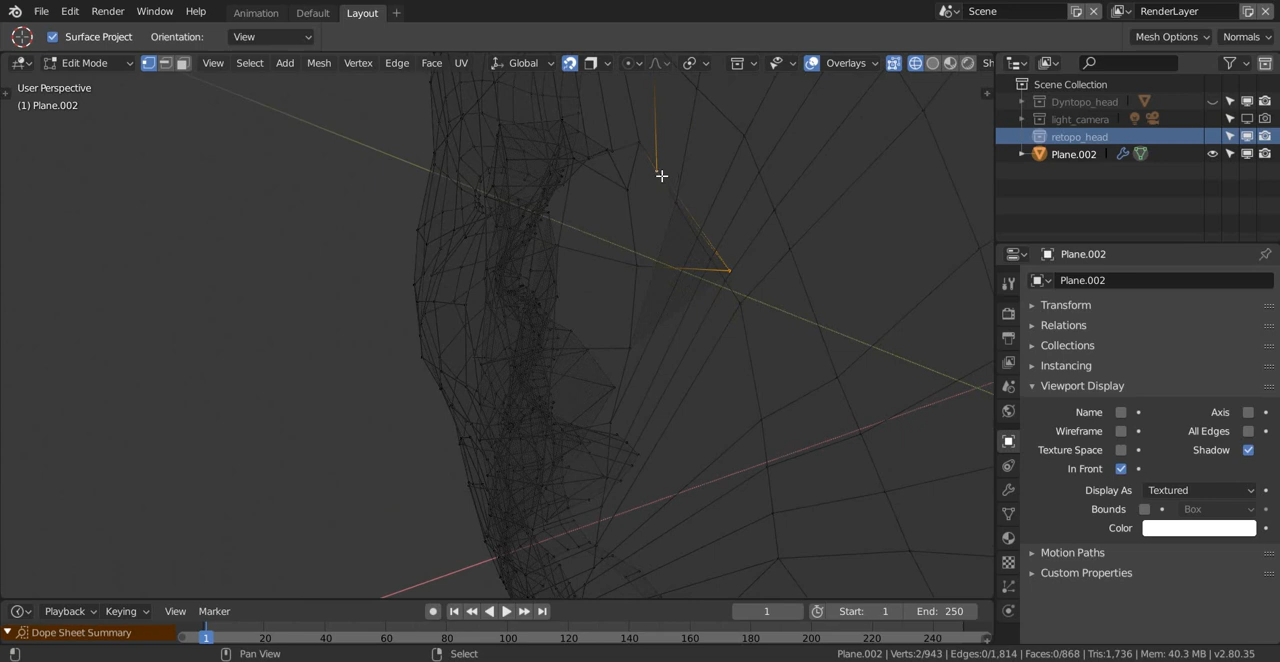 File Edit Render Window Help Animation Default Layout Scene RenderLayer
Surface Project Orientation: View Mesh Options Normals
Edit Mode View Select Add Mesh Vertex Edge Face UV Global Overlays Sh
User Perspective
(1) Plane.002
Scene Collection
Dyntopo_head
light_camera
retopo_head
Plane.002
Plane.002
Plane.002
Transform
Relations
Collections
Instancing
Viewport Display
Name Axis
Wireframe All Edges
Texture Space Shadow
In Front
Display As Textured
Bounds Box
Color
Motion Paths
Custom Properties
Playback Keying View Marker 1 Start: 1 End: 250
Dope Sheet Summary 1 20 40 60 80 100 120 140 160 180 200 220 240
Pan View Select Plane.002 | Verts:2/943 | Edges:0/1,814 | Faces:0/868 | Tris:1,736 | Mem: 40.3 MB | v2.80.35